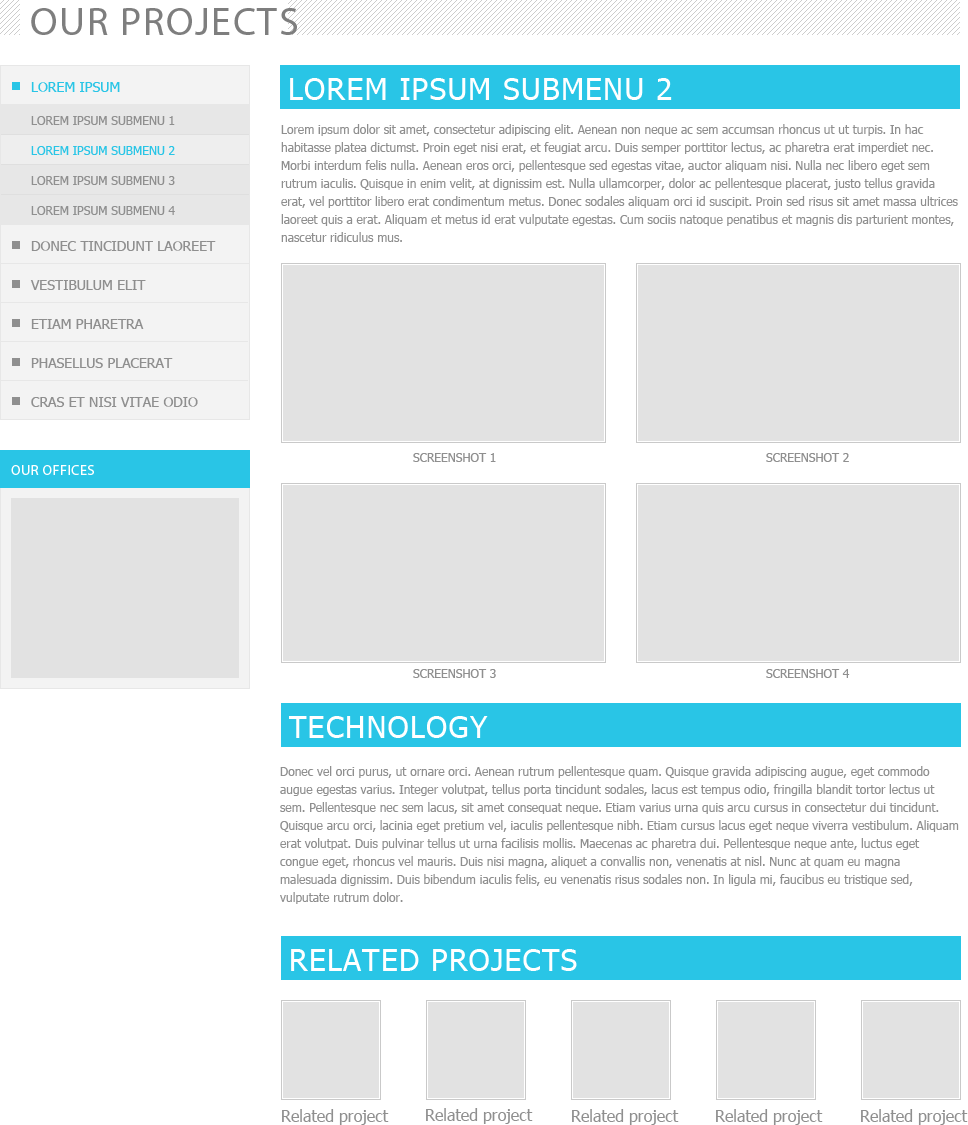 OUR PROJECTS
LOREM IPSUM
LOREM IPSUM SUBMENU 1
LOREM IPSUM SUBMENU 2
LOREM IPSUM SUBMENU 3
LOREM IPSUM SUBMENU 4
DONEC TINCIDUNT LAOREET
VESTIBULUM ELIT
ETIAM PHARETRA
PHASELLUS PLACERAT
CRAS ET NISI VITAE ODIO
OUR OFFICES
LOREM IPSUM SUBMENU 2
Lorem ipsum dolor sit amet, consectetur adipiscing elit. Aenean non neque ac sem accumsan rhoncus ut ut turpis. In hac
habitasse platea dictumst. Proin eget nisi erat, et feugiat arcu. Duis semper porttitor lectus, ac pharetra erat imperdiet nec.
Morbi interdum felis nulla. Aenean eros orci, pellentesque sed egestas vitae, auctor aliquam nisi. Nulla nec libero eget sem
rutrum iaculis. Quisque in enim velit, at dignissim est. Nulla ullamcorper, dolor ac pellentesque placerat, justo tellus gravida
erat, vel porttitor libero erat condimentum metus. Donec sodales aliquam orci id suscipit. Proin sed risus sit amet massa ultrices
laoreet quis a erat. Aliquam et metus id erat vulputate egestas. Cum sociis natoque penatibus et magnis dis parturient montes,
nascetur ridiculus mus.
SCREENSHOT 1
SCREENSHOT 2
SCREENSHOT 3
SCREENSHOT 4
TECHNOLOGY
Donec vel orci purus, ut ornare orci. Aenean rutrum pellentesque quam. Quisque gravida adipiscing augue, eget commodo
augue egestas varius. Integer volutpat, tellus porta tincidunt sodales, lacus est tempus odio, fringilla blandit tortor lectus ut
sem. Pellentesque nec sem lacus, sit amet consequat neque. Etiam varius urna quis arcu cursus in consectetur dui tincidunt.
Quisque arcu orci, lacinia eget pretium vel, iaculis pellentesque nibh. Etiam cursus lacus eget neque viverra vestibulum. Aliquam
erat volutpat. Duis pulvinar tellus ut urna facilisis mollis. Maecenas ac pharetra dui. Pellentesque neque ante, luctus eget
congue eget, rhoncus vel mauris. Duis nisi magna, aliquet a convallis non, venenatis at nisl. Nunc at quam eu magna
malesuada dignissim. Duis bibendum iaculis felis, eu venenatis risus sodales non. In ligula mi, faucibus eu tristique sed,
vulputate rutrum dolor.
RELATED PROJECTS
Related project
Related project
Related project
Related project
Related project